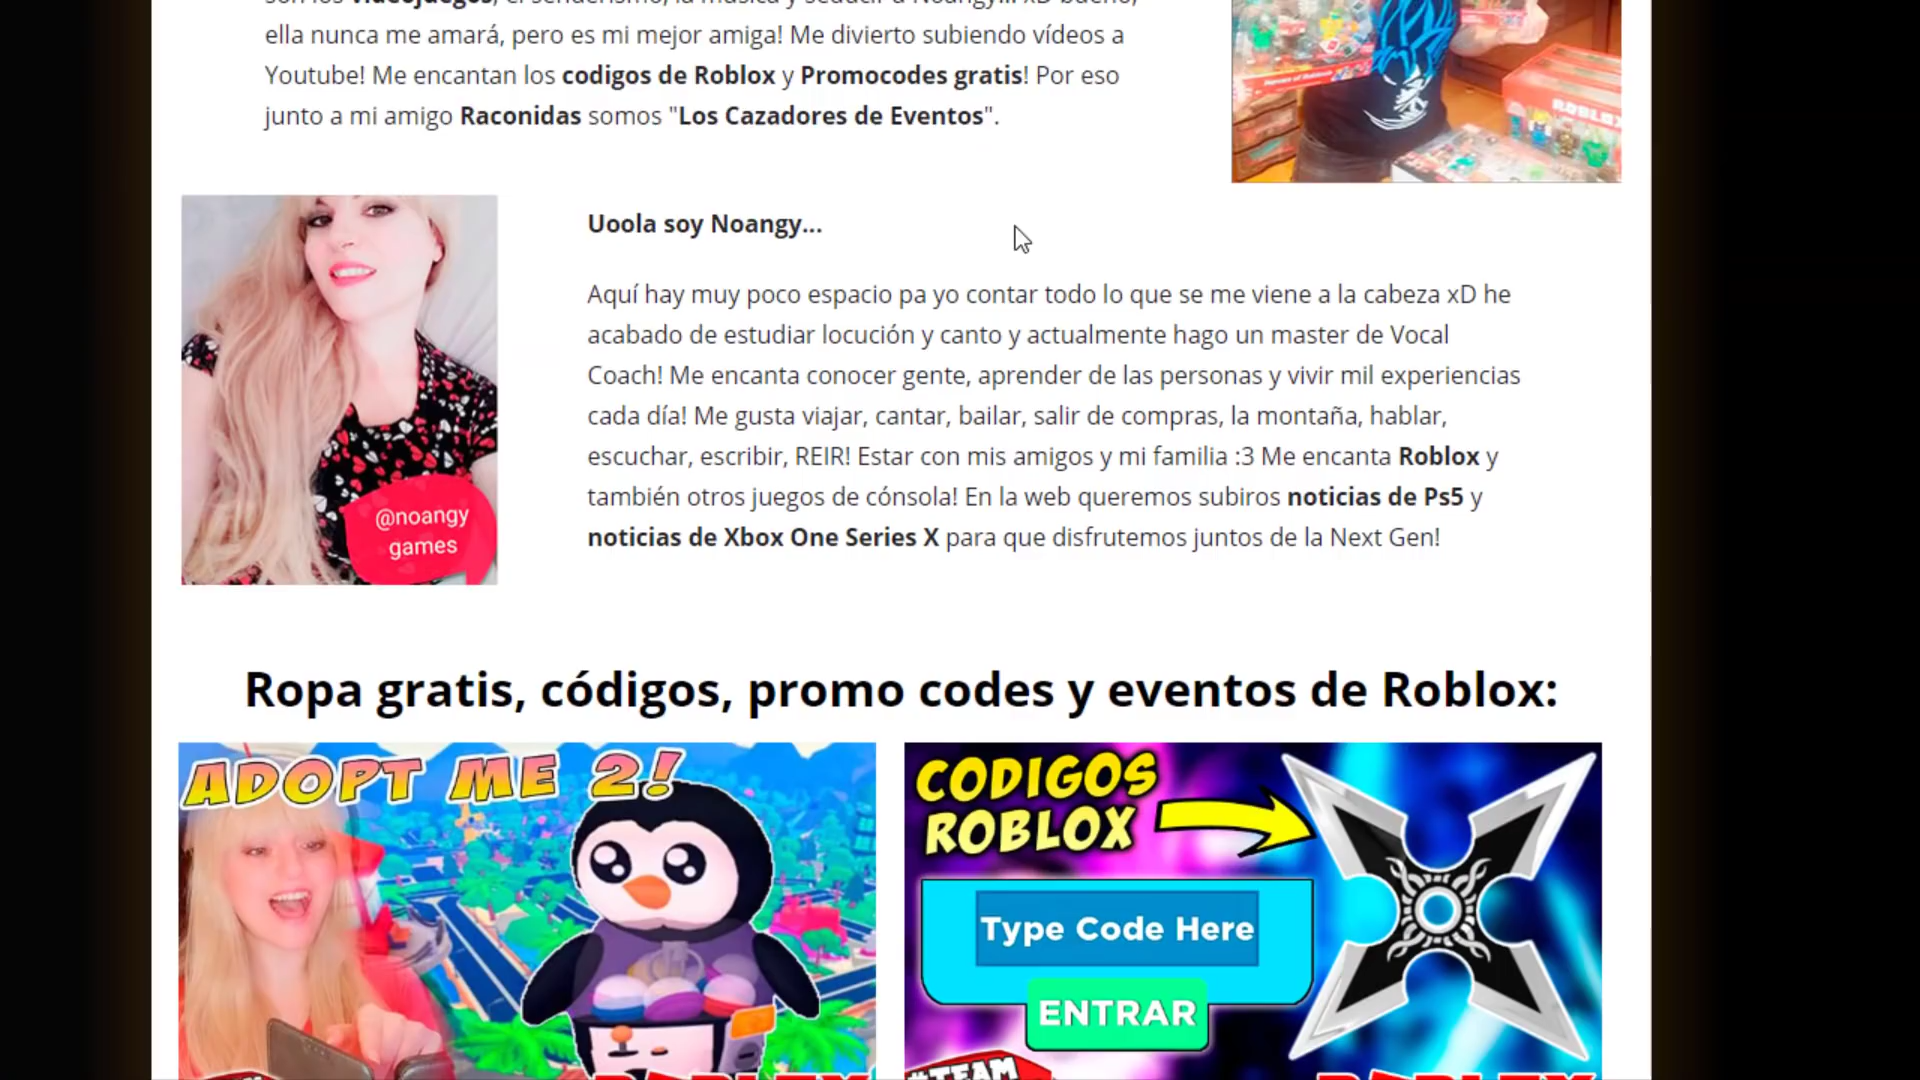 son los videojuegos, el senderismo, la música y seducir a Noangy... xD bueno,
ella nunca me amará, pero es mi mejor amiga! Me divierto subiendo vídeos a
Youtube! Me encantan los codigos de Roblox y Promocodes gratis! Por eso
junto a mi amigo Raconidas somos "Los Cazadores de Eventos".
ROBLOX
Uoola soy Noangy...
Aquí hay muy poco espacio pa yo contar todo lo que se me viene a la cabeza xD he
acabado de estudiar locución y canto y actualmente hago un master de Vocal
Coach! Me encanta conocer gente, aprender de las personas y vivir mil experiencias
cada día! Me gusta viajar, cantar, bailar, salir de compras, la montaña, hablar,
escuchar, escribir, REIR! Estar con mis amigos y mi familia :3 Me encanta Roblox y
también otros juegos de cónsola! En la web queremos subiros noticias de Ps5 y
noticias de Xbox One Series X para que disfrutemos juntos de la Next Gen!
@noangy
games
Ropa gratis, códigos, promo codes y eventos de Roblox:
ADOPT ME 2!
CODIGOS
ROBLOX
Type Code Here
ENTRAR
#TEAM
ROBLOX
ROBLOX